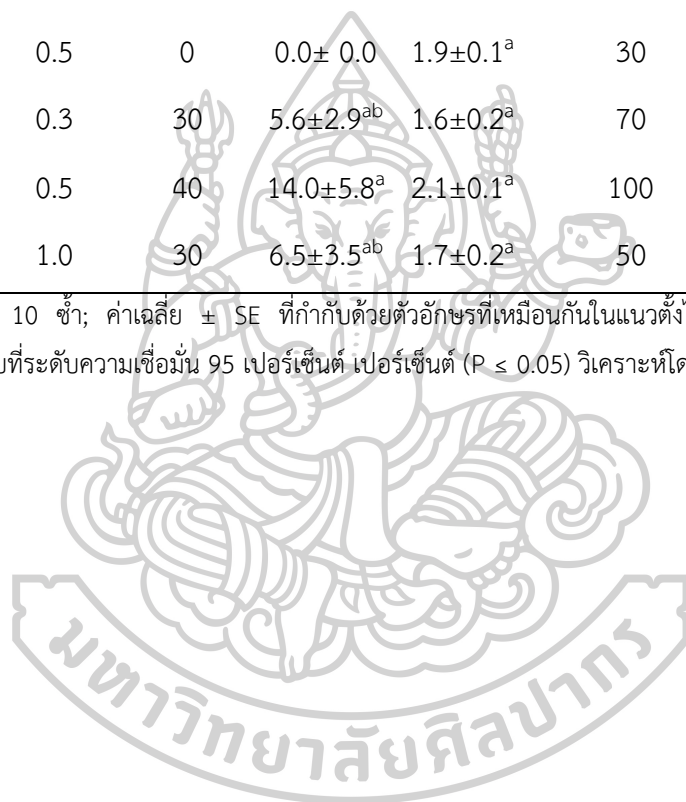 0.5 0 0.0± 0.0 1.9±0.1ᵃ 30
0.3 30 5.6±2.9ᵃᵇ 1.6±0.2ᵃ 70
0.5 40 14.0±5.8ᵃ 2.1±0.1ᵃ 100
1.0 30 6.5±3.5ᵃᵇ 1.7±0.2ᵃ 50
10 ซ้ำ; ค่าเฉลี่ย ± SE ที่กำกับด้วยตัวอักษรที่เหมือนกันในแนวตั้ง
ที่ระดับความเชื่อมั่น 95 เปอร์เซ็นต์ เปอร์เซ็นต์ (P ≤ 0.05) วิเคราะห์โด
มหาวิทยาลัยศิลปากร